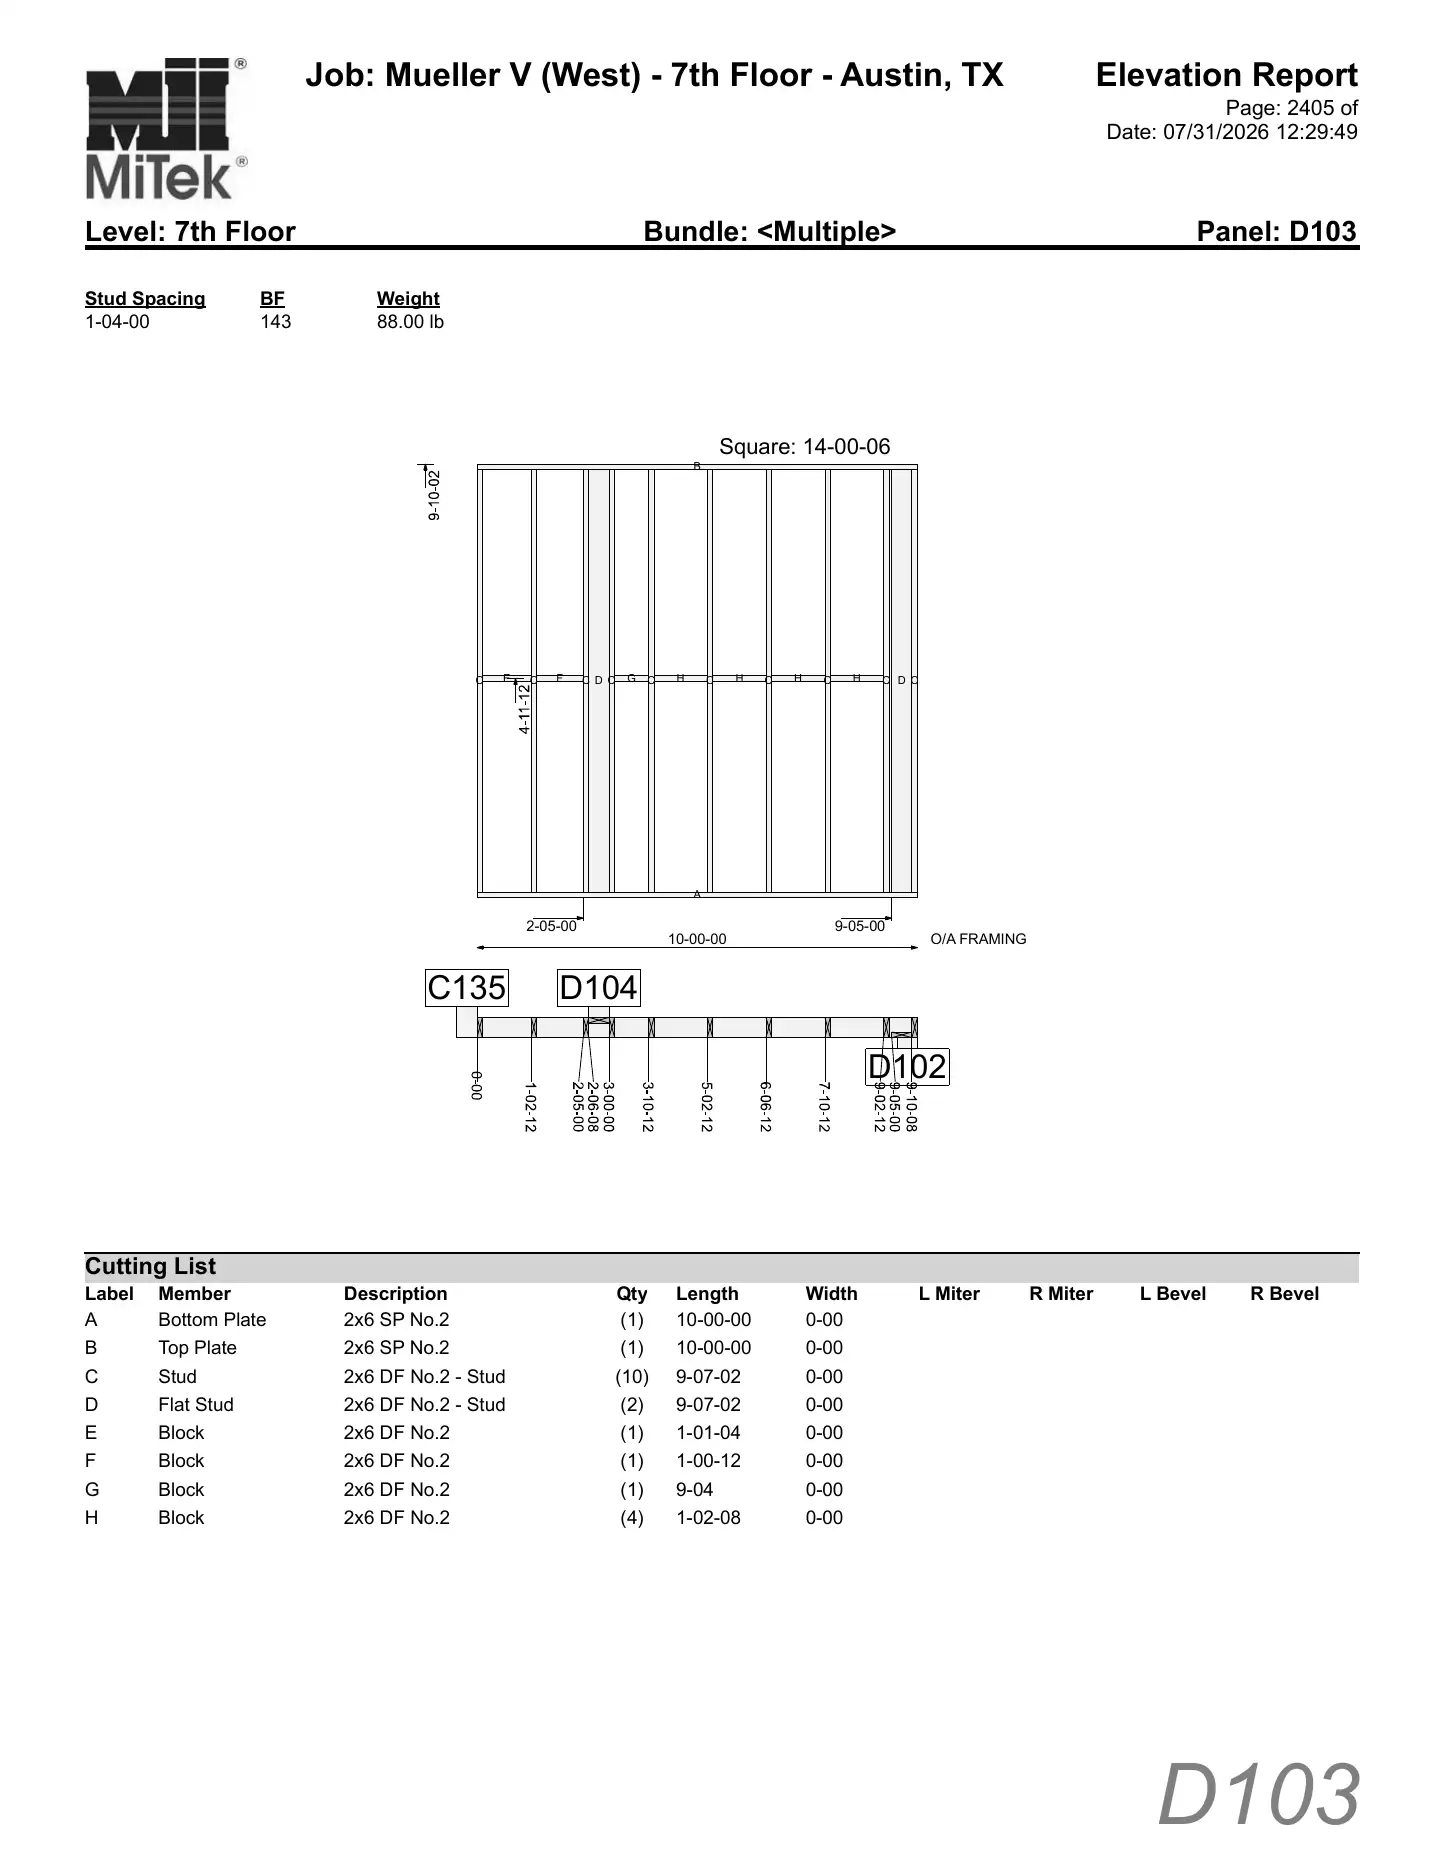 Job: Mueller V (West) - 7th Floor - Austin, TX
Elevation Report
Page: 2405 of
Date: 07/31/2026 12:29:49
MiTek®
Level: 7th Floor Bundle: <Multiple> Panel: D103
Stud Spacing BF Weight
1-04-00 143 88.00 lb
Square: 14-00-06
B
9-10-02
C E C F C D C G C H C H C H C H C D C
4-11-12
A
2-05-00 9-05-00
10-00-00 O/A FRAMING
C135 D104
D102
0-00 1-02-12 2-05-00 2-06-08 3-00-00 3-10-12 5-02-12 6-06-12 7-10-12 9-02-12 9-05-00 9-10-08
Cutting List
Label Member Description Qty Length Width L Miter R Miter L Bevel R Bevel
A Bottom Plate 2x6 SP No.2 (1) 10-00-00 0-00
B Top Plate 2x6 SP No.2 (1) 10-00-00 0-00
C Stud 2x6 DF No.2 - Stud (10) 9-07-02 0-00
D Flat Stud 2x6 DF No.2 - Stud (2) 9-07-02 0-00
E Block 2x6 DF No.2 (1) 1-01-04 0-00
F Block 2x6 DF No.2 (1) 1-00-12 0-00
G Block 2x6 DF No.2 (1) 9-04 0-00
H Block 2x6 DF No.2 (4) 1-02-08 0-00
D103